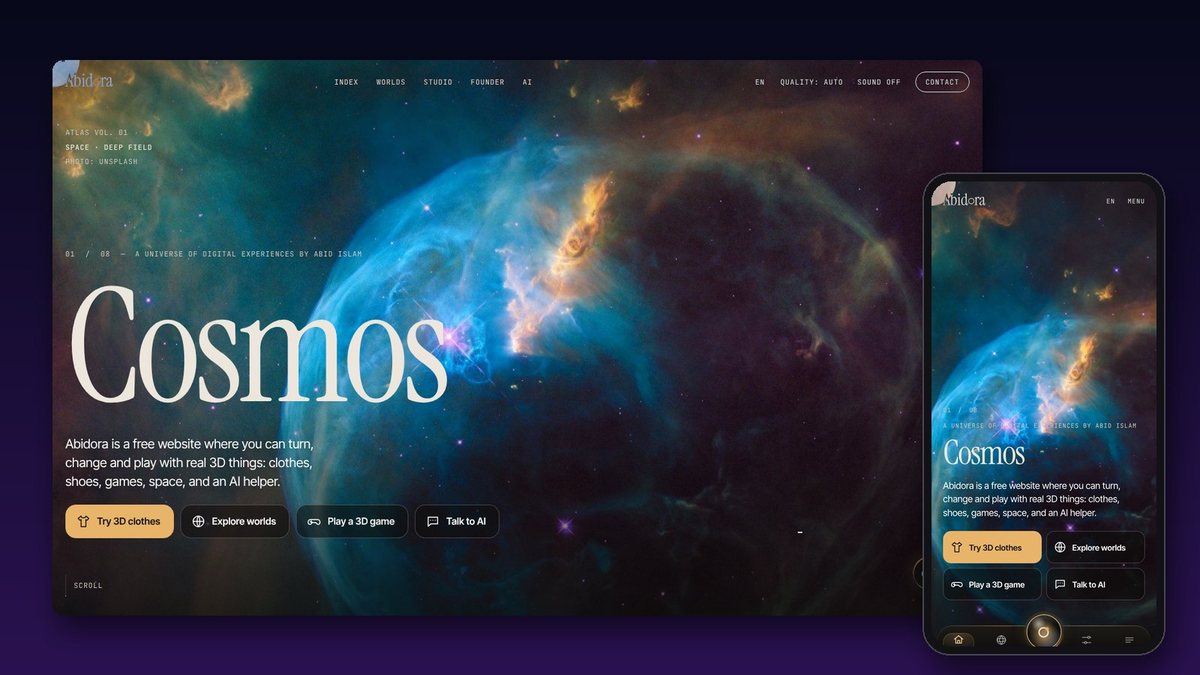 Abidora
INDEX WORLDS STUDIO FOUNDER AI
EN QUALITY: AUTO SOUND OFF CONTACT
ATLAS VOL. 01
SPACE · DEEP FIELD
PHOTO: UNSPLASH
01 / 08 — A UNIVERSE OF DIGITAL EXPERIENCES BY ABID ISLAM
Cosmos
Abidora is a free website where you can turn,
change and play with real 3D things: clothes,
shoes, games, space, and an AI helper.
Try 3D clothes Explore worlds Play a 3D game Talk to AI
SCROLL
Abidora
EN MENU
01 / 08
A UNIVERSE OF DIGITAL EXPERIENCES BY ABID ISLAM
Cosmos
Abidora is a free website where you can turn,
change and play with real 3D things: clothes,
shoes, games, space, and an AI helper.
Try 3D clothes Explore worlds
Play a 3D game Talk to AI